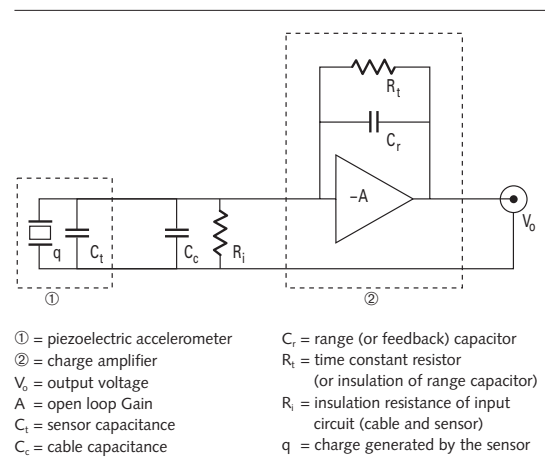 R_t
C_r
–A
V_o
q
C_t
C_c
R_i
①
②
① = piezoelectric accelerometer
② = charge amplifier
V_o = output voltage
A = open loop Gain
C_t = sensor capacitance
C_c = cable capacitance
C_r = range (or feedback) capacitor
R_t = time constant resistor
(or insulation of range capacitor)
R_i = insulation resistance of input
circuit (cable and sensor)
q = charge generated by the sensor